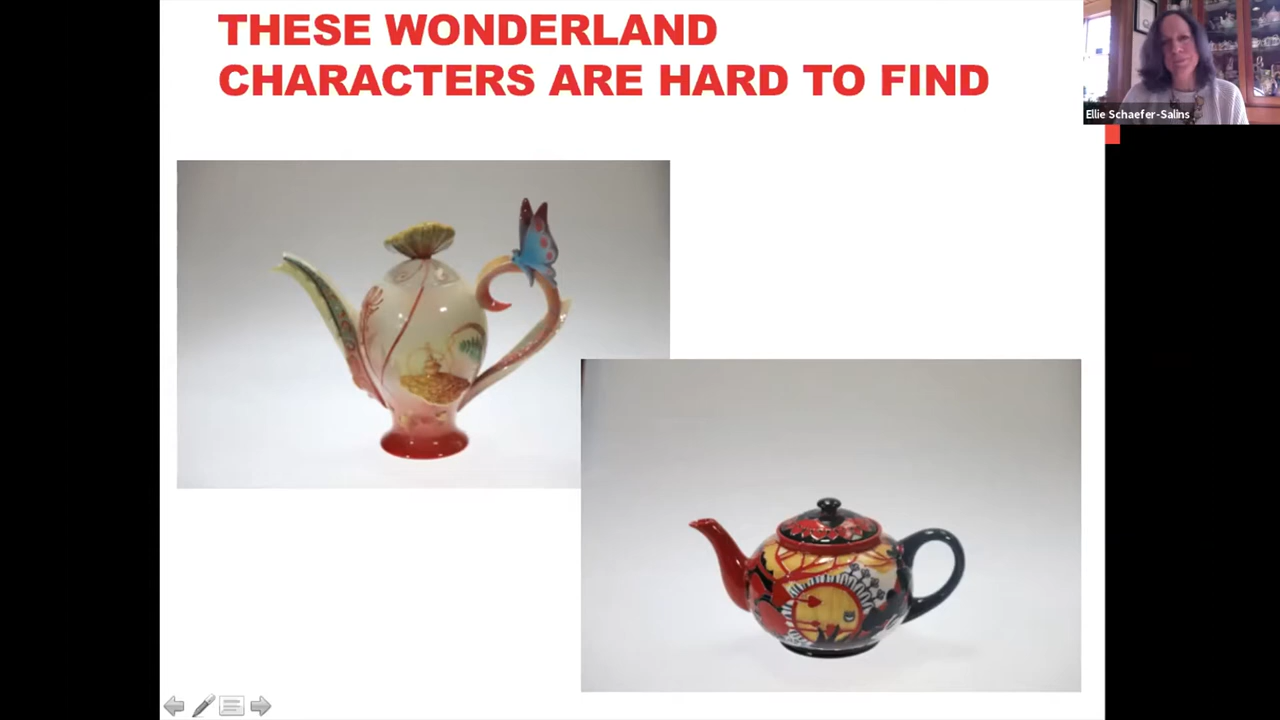 THESE WONDERLAND
CHARACTERS ARE HARD TO FIND
Ellie Schaefer-Salins